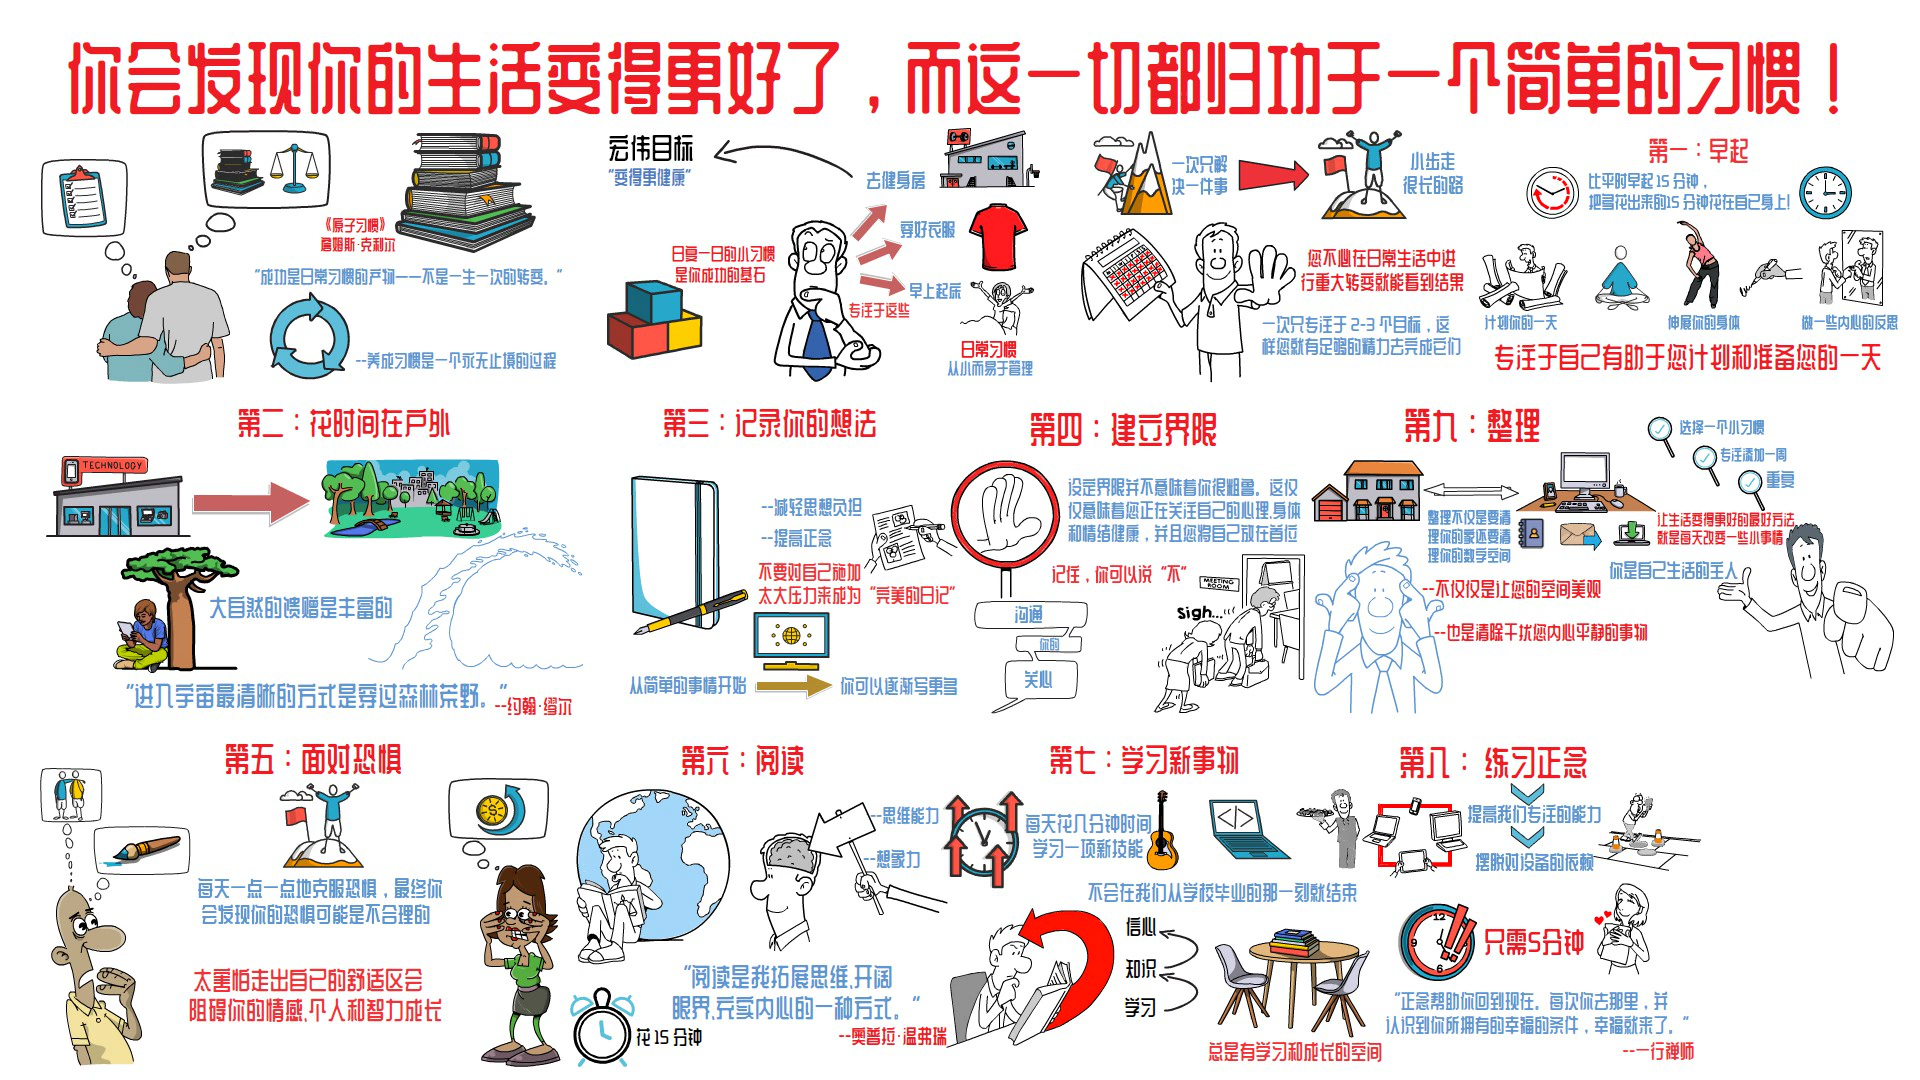 你会发现你的生活变得更好了，而这一切都归功于一个简单的习惯！
《原子习惯》
詹姆斯·克利尔
“成功是日常习惯的产物——不是一生一次的转变。”
--养成习惯是一个永无止境的过程
宏伟目标
“变得更健康”
去健身房
穿好衣服
早上起床
日复一日的小习惯
是你成功的基石
专注于这些
日常习惯
从小而易于管理
一次只解
决一件事
小步走
很长的路
您不必在日常生活中进
行重大转变就能看到结果
一次只专注于 2-3 个目标，这
样您就有足够的精力去完成它们
第一：早起
比平时早起 15 分钟，
把多花出来的15 分钟花在自己身上!
计划你的一天
伸展你的身体
做一些内心的反思
专注于自己有助于您计划和准备您的一天
第二：花时间在户外
TECHNOLOGY
大自然的馈赠是丰富的
“进入宇宙最清晰的方式是穿过森林荒野。”
--约翰·缪尔
第三：记录你的想法
--减轻思想负担
--提高正念
不要对自己施加
太大压力来成为 “完美的日记”
从简单的事情开始
你可以逐渐写更多
第四：建立界限
设定界限并不意味着你很粗鲁。这仅
仅意味着您正在关注自己的心理,身体
和情绪健康，并且您将自己放在首位
记住，你可以说 “不”
MEETING
ROOM
Sigh...
沟通
你的
关心
第九：整理
选择一个小习惯
专注添加一周
重复
整理不仅是要清
理你的家还要清
理你的数字空间
让生活变得更好的最好方法
就是每天改变一些小事情
你是自己生活的主人
--不仅仅是让您的空间美观
--也是清除干扰您内心平静的事物
第五：面对恐惧
每天一点一点地克服恐惧，最终你
会发现你的恐惧可能是不合理的
太害怕走出自己的舒适区会
阻碍你的情感,个人和智力成长
第六：阅读
--思维能力
--想象力
“阅读是我拓展思维,开阔
眼界,充实内心的一种方式。”
--奥普拉·温弗瑞
花 15 分钟
第七：学习新事物
每天花几分钟时间
学习一项新技能
不会在我们从学校毕业的那一刻就结束
信心
知识
学习
总是有学习和成长的空间
第八： 练习正念
提高我们专注的能力
摆脱对设备的依赖
12
9
6
只需5分钟
“正念帮助你回到现在。每次你去那里，并
认识到你所拥有的幸福的条件，幸福就来了。”
--一行禅师